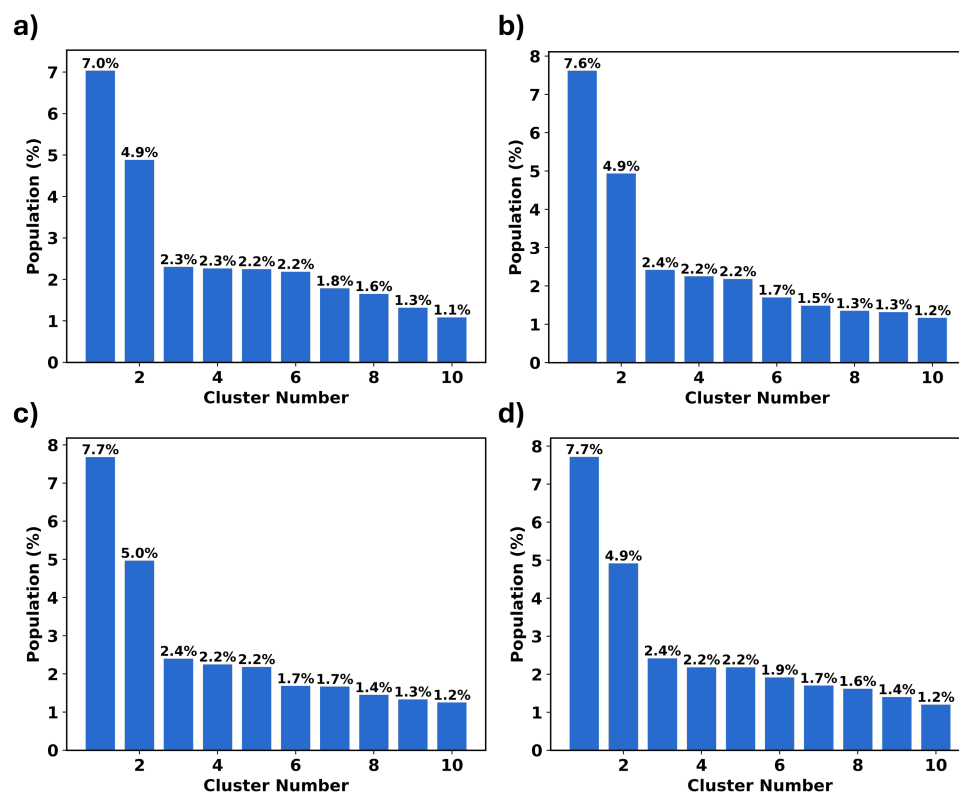 a)
7.0%
4.9%
2.3% 2.3% 2.2% 2.2% 1.8% 1.6% 1.3% 1.1%
7
6
5
4
3
2
1
0
Population (%)
2 4 6 8 10
Cluster Number
b)
7.6%
4.9%
2.4% 2.2% 2.2% 1.7% 1.5% 1.3% 1.3% 1.2%
8
7
6
5
4
3
2
1
0
Population (%)
2 4 6 8 10
Cluster Number
c)
7.7%
5.0%
2.4% 2.2% 2.2% 1.7% 1.7% 1.4% 1.3% 1.2%
8
7
6
5
4
3
2
1
0
Population (%)
2 4 6 8 10
Cluster Number
d)
7.7%
4.9%
2.4% 2.2% 2.2% 1.9% 1.7% 1.6% 1.4% 1.2%
8
7
6
5
4
3
2
1
0
Population (%)
2 4 6 8 10
Cluster Number